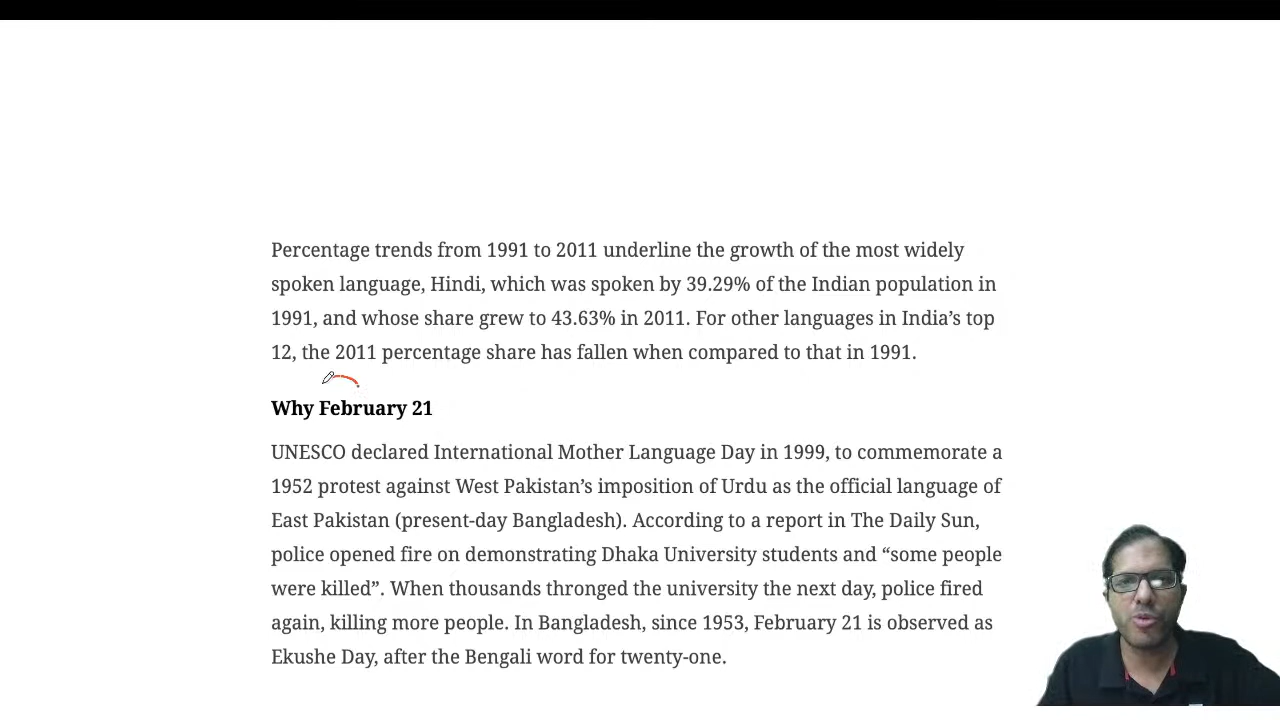 Percentage trends from 1991 to 2011 underline the growth of the most widely
spoken language, Hindi, which was spoken by 39.29% of the Indian population in
1991, and whose share grew to 43.63% in 2011. For other languages in India’s top
12, the 2011 percentage share has fallen when compared to that in 1991.
Why February 21
UNESCO declared International Mother Language Day in 1999, to commemorate a
1952 protest against West Pakistan’s imposition of Urdu as the official language of
East Pakistan (present-day Bangladesh). According to a report in The Daily Sun,
police opened fire on demonstrating Dhaka University students and “some people
were killed”. When thousands thronged the university the next day, police fired
again, killing more people. In Bangladesh, since 1953, February 21 is observed as
Ekushe Day, after the Bengali word for twenty-one.